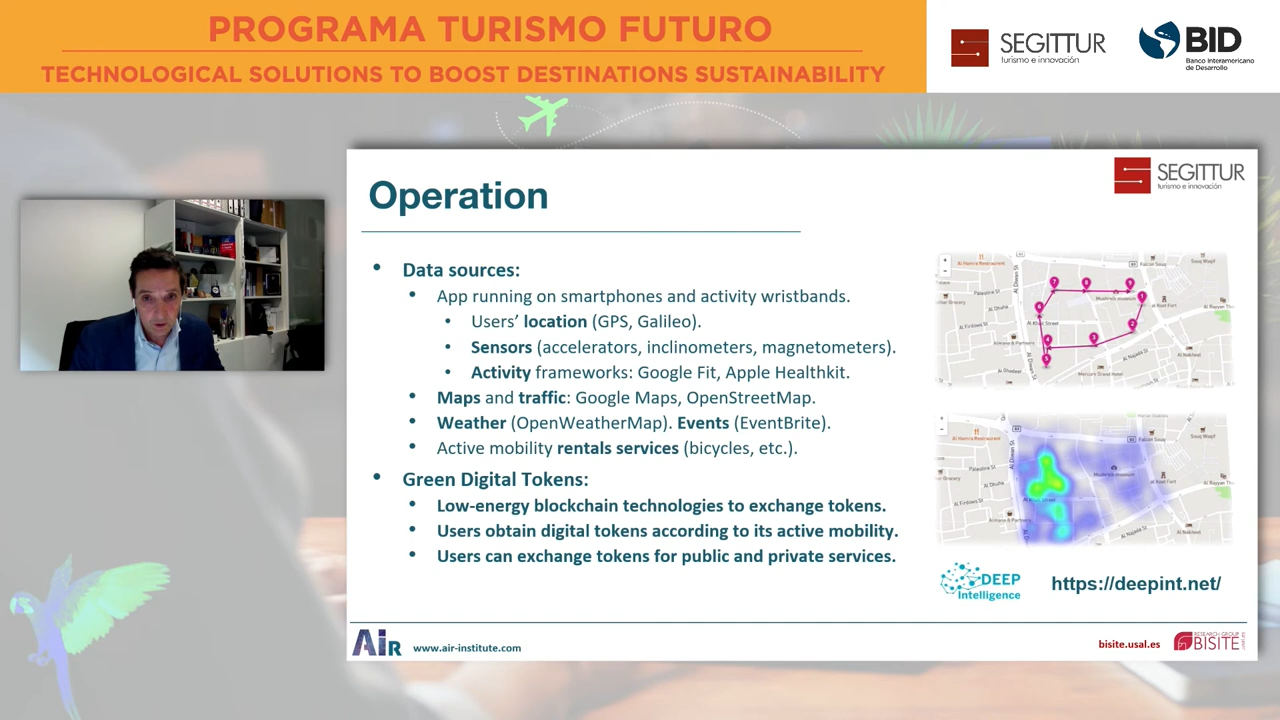 PROGRAMA TURISMO FUTURO
TECHNOLOGICAL SOLUTIONS TO BOOST DESTINATIONS SUSTAINABILITY
SEGITTUR
turismo e innovación
BID
Banco Interamericano
de Desarrollo
Operation
SEGITTUR
turismo e innovación
• Data sources:
• App running on smartphones and activity wristbands.
• Users’ location (GPS, Galileo).
• Sensors (accelerators, inclinometers, magnetometers).
• Activity frameworks: Google Fit, Apple Healthkit.
• Maps and traffic: Google Maps, OpenStreetMap.
• Weather (OpenWeatherMap). Events (EventBrite).
• Active mobility rentals services (bicycles, etc.).
• Green Digital Tokens:
• Low-energy blockchain technologies to exchange tokens.
• Users obtain digital tokens according to its active mobility.
• Users can exchange tokens for public and private services.
DEEP
Intelligence
https://deepint.net/
AIR
www.air-institute.com
bisite.usal.es
RESEARCH GROUP
BISITE